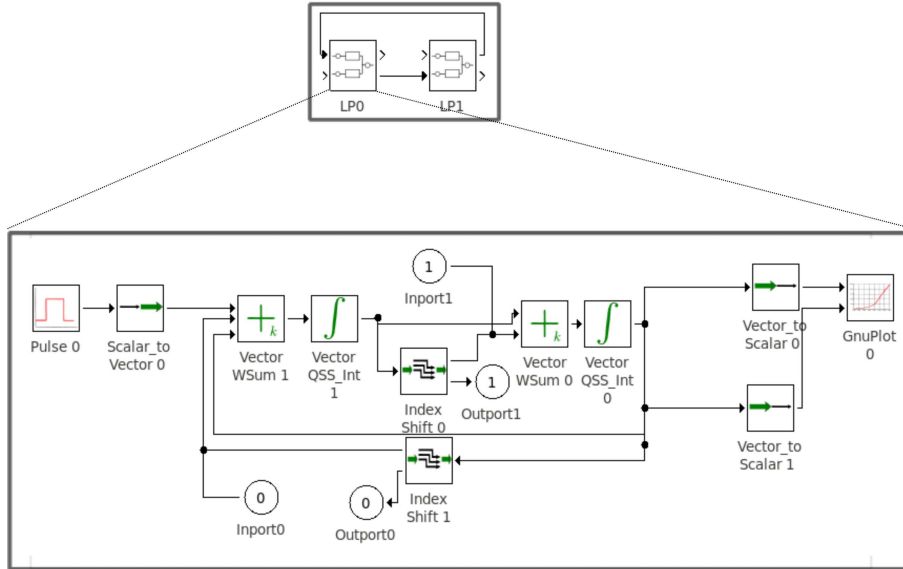 LP0
LP1
1
Inport1
Pulse 0
Scalar_to
Vector 0
+k
Vector
WSum 1
∫
Vector
QSS_Int
1
Index
Shift 0
1
Outport1
+k
Vector
WSum 0
∫
Vector
QSS_Int
0
Vector_to
Scalar 0
GnuPlot
0
Vector_to
Scalar 1
0
Inport0
0
Outport0
Index
Shift 1